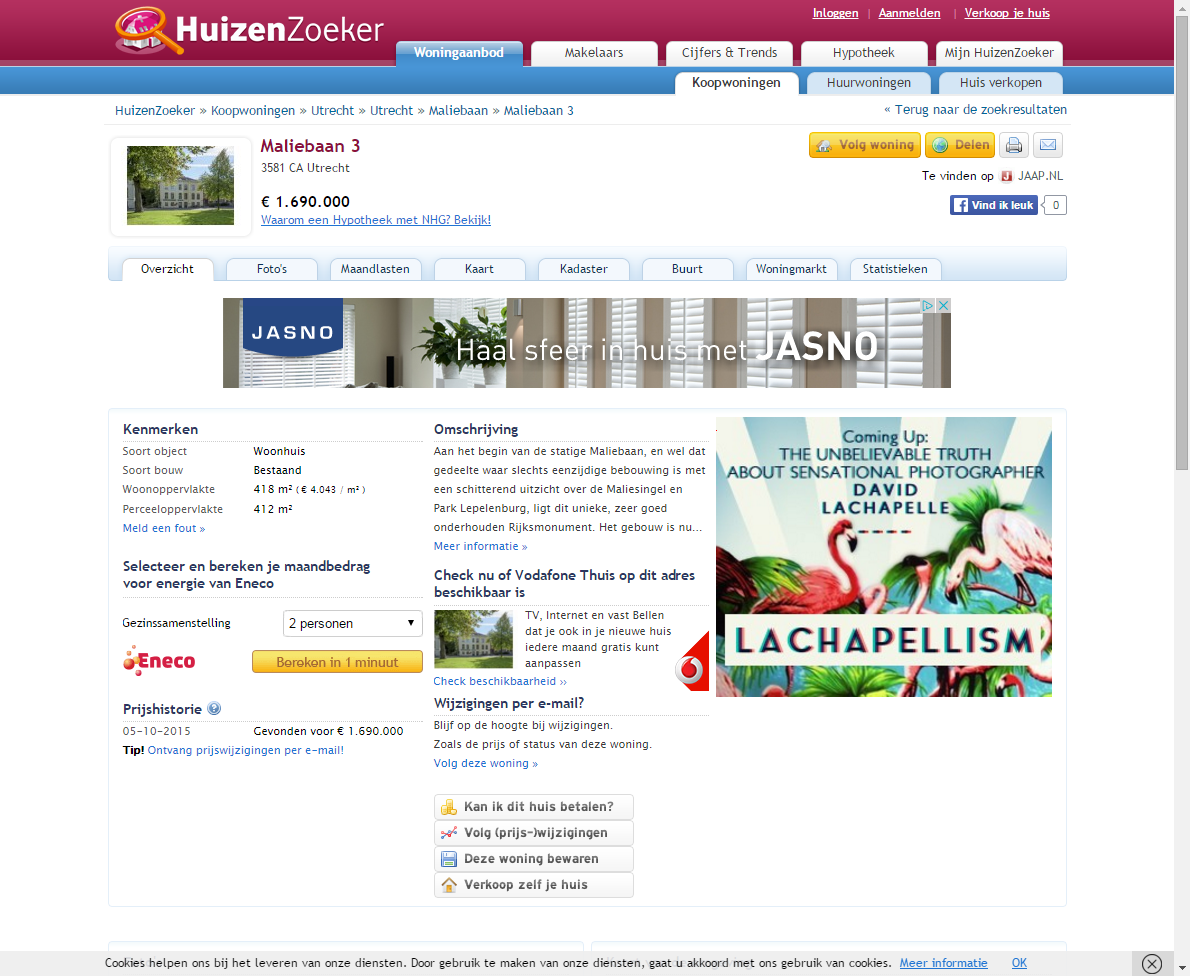 Inloggen | Aanmelden | Verkoop je huis
HuizenZoeker
Woningaanbod Makelaars Cijfers & Trends Hypotheek Mijn HuizenZoeker
Koopwoningen Huurwoningen Huis verkopen
HuizenZoeker » Koopwoningen » Utrecht » Utrecht » Maliebaan » Maliebaan 3
« Terug naar de zoekresultaten
Maliebaan 3
3581 CA Utrecht
€ 1.690.000
Waarom een Hypotheek met NHG? Bekijk!
Volg woning Delen
Te vinden op JAAP.NL
Vind ik leuk 0
Overzicht Foto's Maandlasten Kaart Kadaster Buurt Woningmarkt Statistieken
JASNO
Haal sfeer in huis met JASNO
Kenmerken
Soort object Woonhuis
Soort bouw Bestaand
Woonoppervlakte 418 m² ( € 4.043 / m² )
Perceeloppervlakte 412 m²
Meld een fout »
Selecteer en bereken je maandbedrag
voor energie van Eneco
Gezinssamenstelling 2 personen
Eneco Bereken in 1 minuut
Prijshistorie ?
05-10-2015 Gevonden voor € 1.690.000
Tip! Ontvang prijswijzigingen per e-mail!
Omschrijving
Aan het begin van de statige Maliebaan, en wel dat
gedeelte waar slechts eenzijdige bebouwing is met
een schitterend uitzicht over de Maliesingel en
Park Lepelenburg, ligt dit unieke, zeer goed
onderhouden Rijksmonument. Het gebouw is nu...
Meer informatie »
Check nu of Vodafone Thuis op dit adres
beschikbaar is
TV, Internet en vast Bellen
dat je ook in je nieuwe huis
iedere maand gratis kunt
aanpassen
Check beschikbaarheid ››
Wijzigingen per e-mail?
Blijf op de hoogte bij wijzigingen.
Zoals de prijs of status van deze woning.
Volg deze woning »
Kan ik dit huis betalen?
Volg (prijs-)wijzigingen
Deze woning bewaren
Verkoop zelf je huis
Coming Up:
THE UNBELIEVABLE TRUTH
ABOUT SENSATIONAL PHOTOGRAPHER
DAVID
LACHAPELLE
LACHAPELLISM
Cookies helpen ons bij het leveren van onze diensten. Door gebruik te maken van onze diensten, gaat u akkoord met ons gebruik van cookies. Meer informatie OK